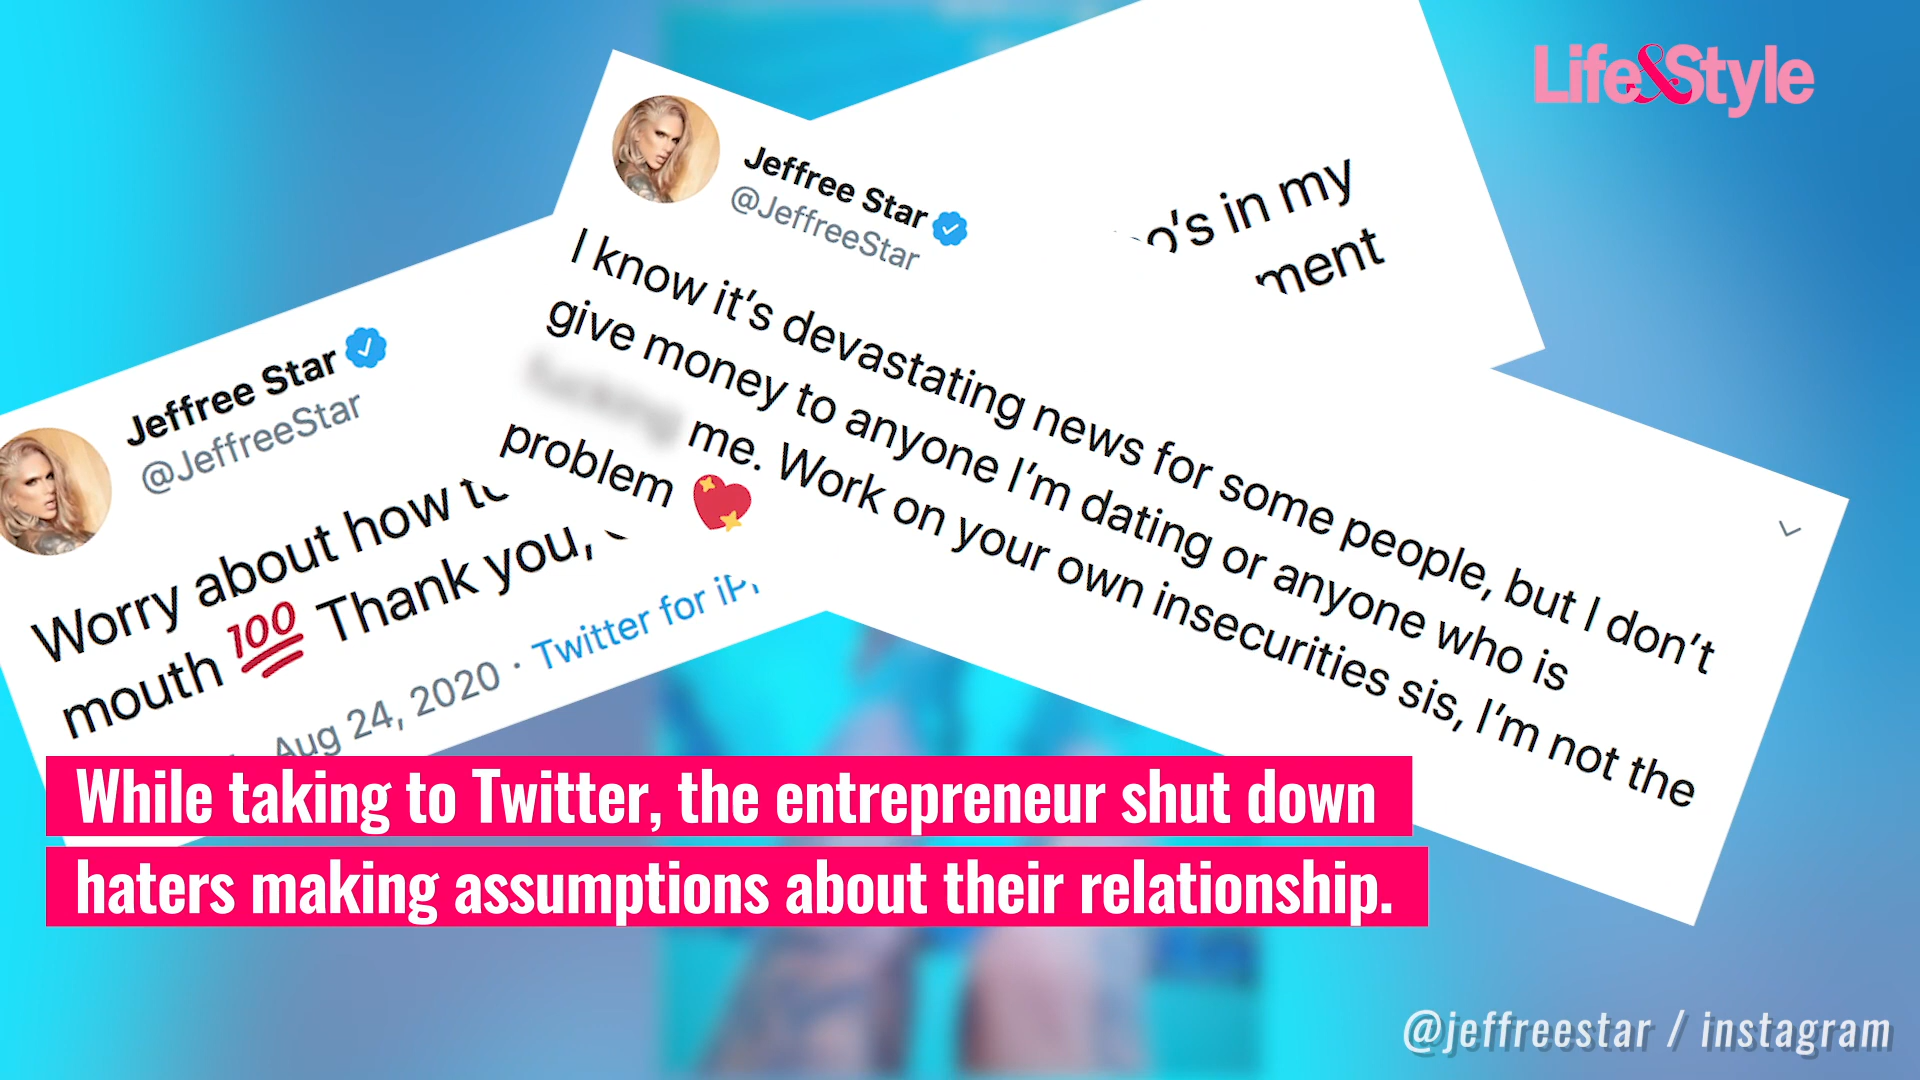 Life&Style
's in my
ment
Jeffree Star
@JeffreeStar
I know it's devastating news for some people, but I don't
give money to anyone I'm dating or anyone who is
me. Work on your own insecurities sis, I'm not the
problem 💖
Jeffree Star
@JeffreeStar
Worry about how
mouth 💯 Thank you,
Aug 24, 2020 · Twitter for
While taking to Twitter, the entrepreneur shut down
haters making assumptions about their relationship.
@jeffreestar / instagram